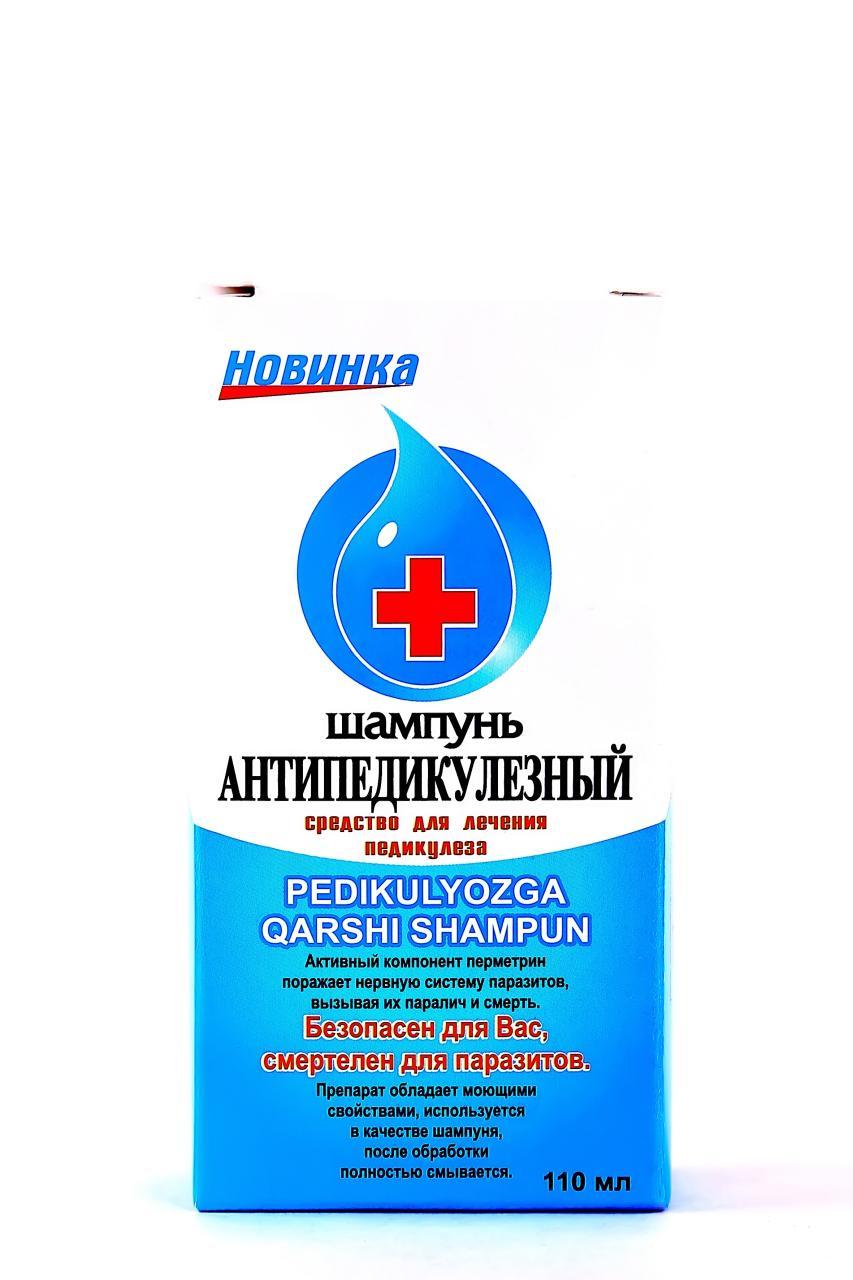 Новинка
шампунь
АНТИПЕДИКУЛЕЗНЫЙ
средство для лечения
педикулеза
PEDIKULYOZGA
QARSHI SHAMPUN
Активный компонент перметрин
поражает нервную систему паразитов,
вызывая их паралич и смерть.
Безопасен для Вас,
смертелен для паразитов.
Препарат обладает моющими
свойствами, используется
в качестве шампуня,
после обработки
полностью смывается.
110 мл